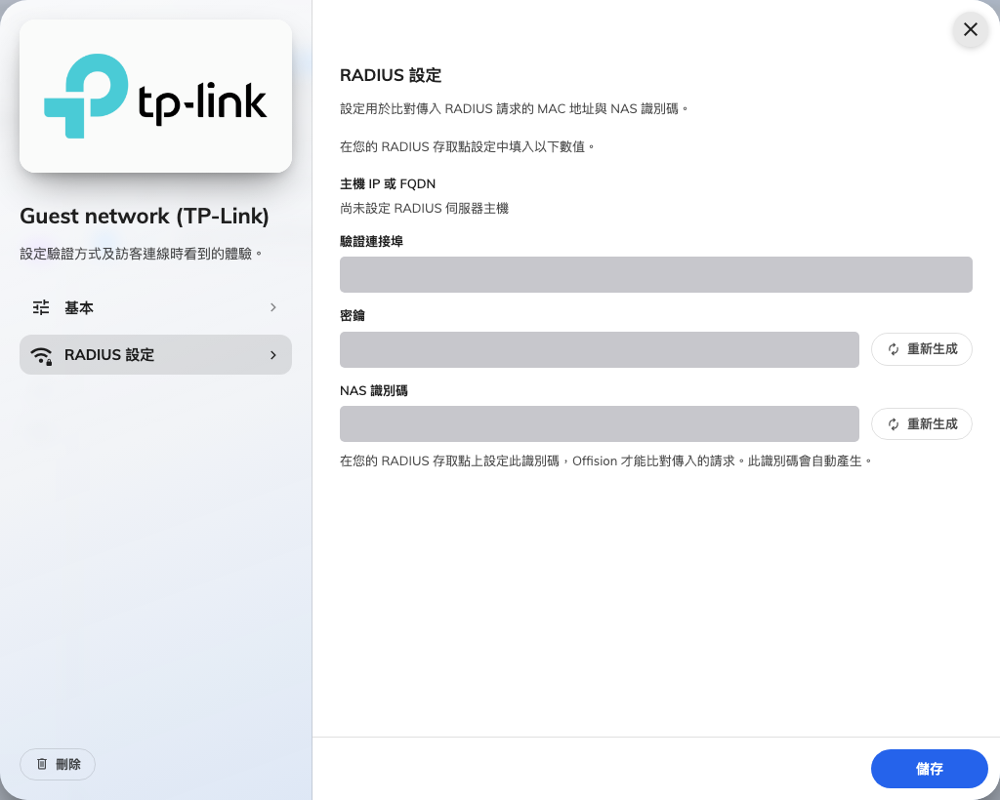 tp-link
Guest network (TP-Link)
設定驗證方式及訪客連線時看到的體驗。
基本
RADIUS 設定
刪除
RADIUS 設定
設定用於比對傳入 RADIUS 請求的 MAC 地址與 NAS 識別碼。
在您的 RADIUS 存取點設定中填入以下數值。
主機 IP 或 FQDN
尚未設定 RADIUS 伺服器主機
驗證連接埠
密鑰
重新生成
NAS 識別碼
重新生成
在您的 RADIUS 存取點上設定此識別碼，Offision 才能比對傳入的請求。此識別碼會自動產生。
儲存